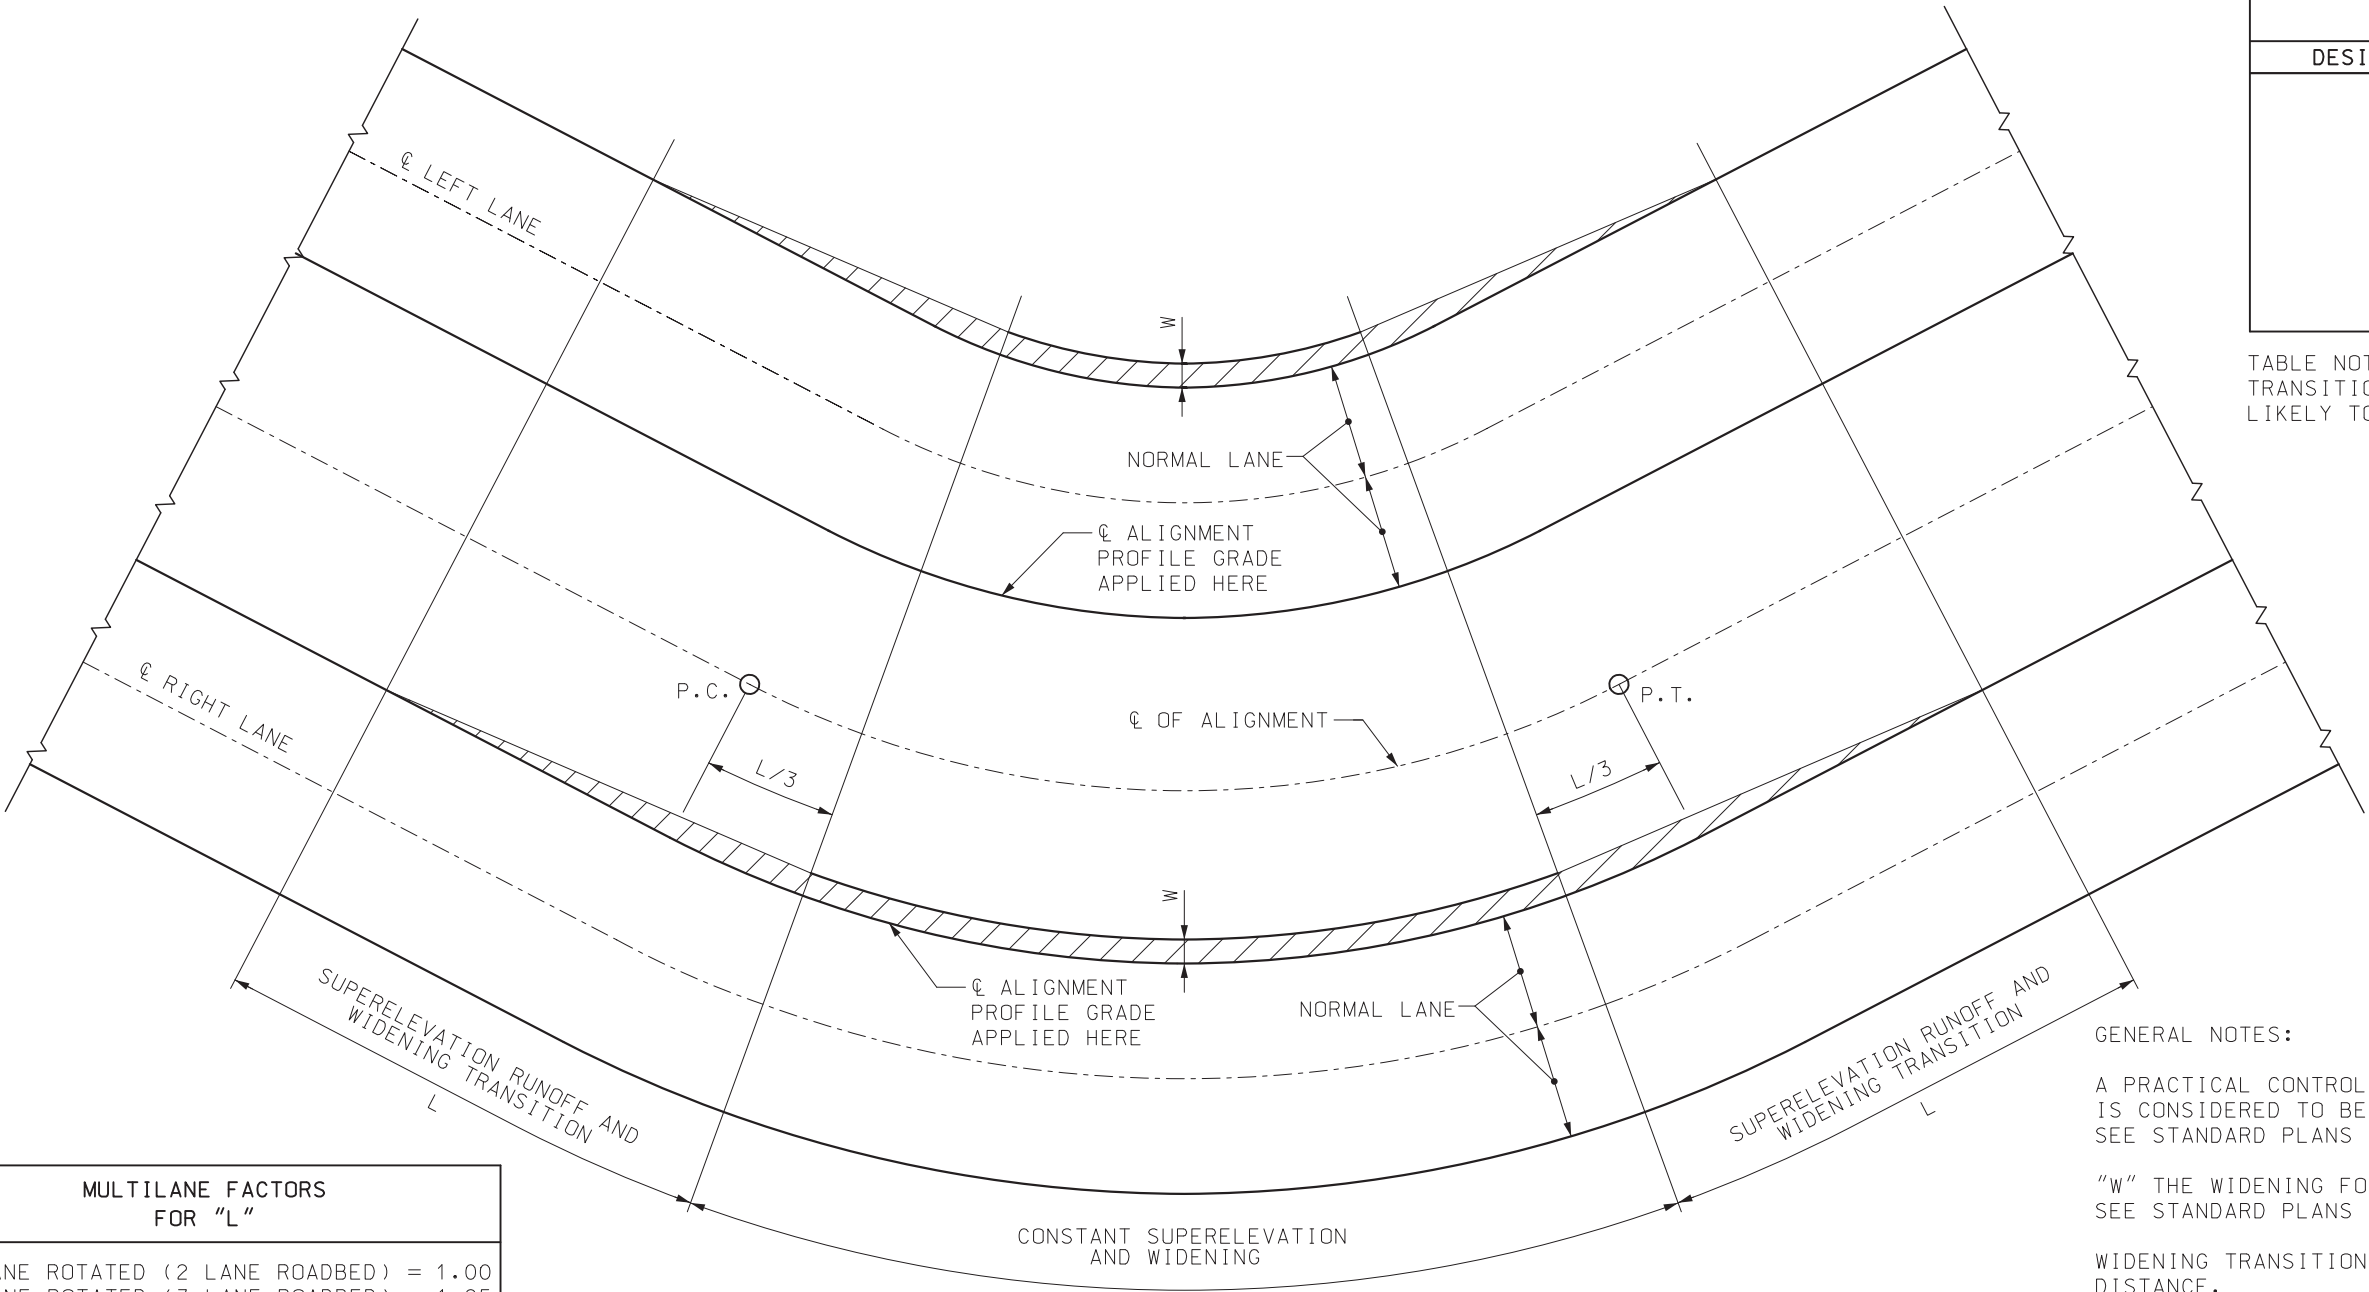 DESI
TABLE NOT
TRANSITIO
LIKELY TO
℄ LEFT LANE
W
NORMAL LANE
℄ ALIGNMENT
PROFILE GRADE
APPLIED HERE
℄ RIGHT LANE
P.C.
P.T.
℄ OF ALIGNMENT
L/3
L/3
W
℄ ALIGNMENT
PROFILE GRADE
APPLIED HERE
NORMAL LANE
SUPERELEVATION RUNOFF AND
WIDENING TRANSITION
L
SUPERELEVATION RUNOFF AND
WIDENING TRANSITION
L
CONSTANT SUPERELEVATION
AND WIDENING
MULTILANE FACTORS
FOR "L"
ANE ROTATED (2 LANE ROADBED) = 1.00
GENERAL NOTES:
A PRACTICAL CONTROL
IS CONSIDERED TO BE
SEE STANDARD PLANS
"W" THE WIDENING FO
SEE STANDARD PLANS
WIDENING TRANSITION
DISTANCE.